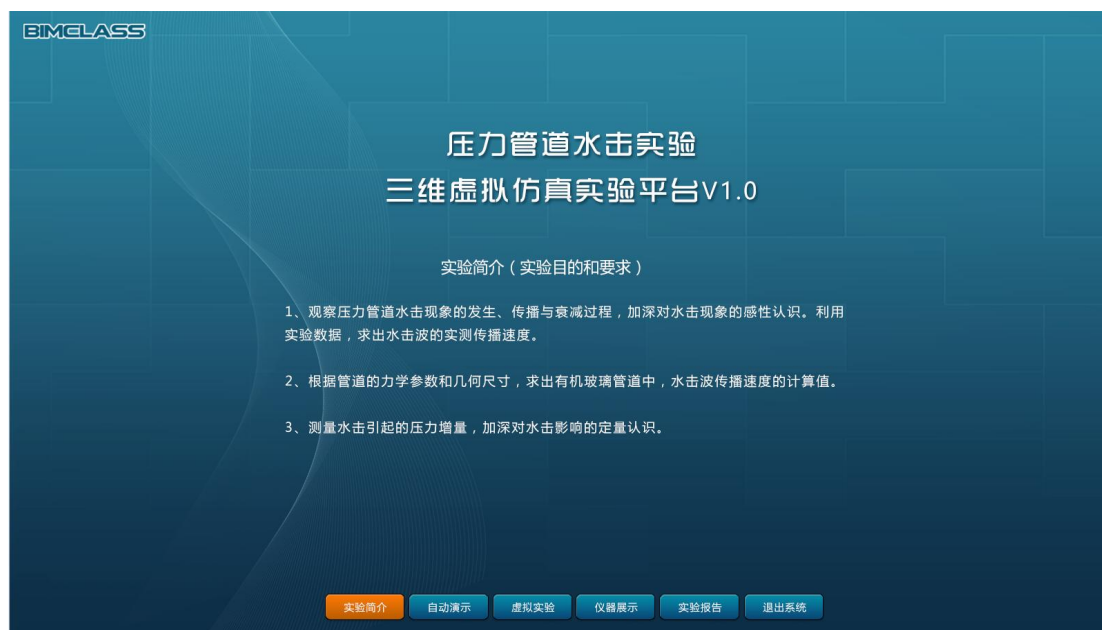 BIMCLASS
压力管道水击实验
三维虚拟仿真实验平台V1.0
实验简介（实验目的和要求）
1、观察压力管道水击现象的发生、传播与衰减过程，加深对水击现象的感性认识。利用
实验数据，求出水击波的实测传播速度。
2、根据管道的力学参数和几何尺寸，求出有机玻璃管道中，水击波传播速度的计算值。
3、测量水击引起的压力增量，加深对水击影响的定量认识。
实验简介 自动演示 虚拟实验 仪器展示 实验报告 退出系统